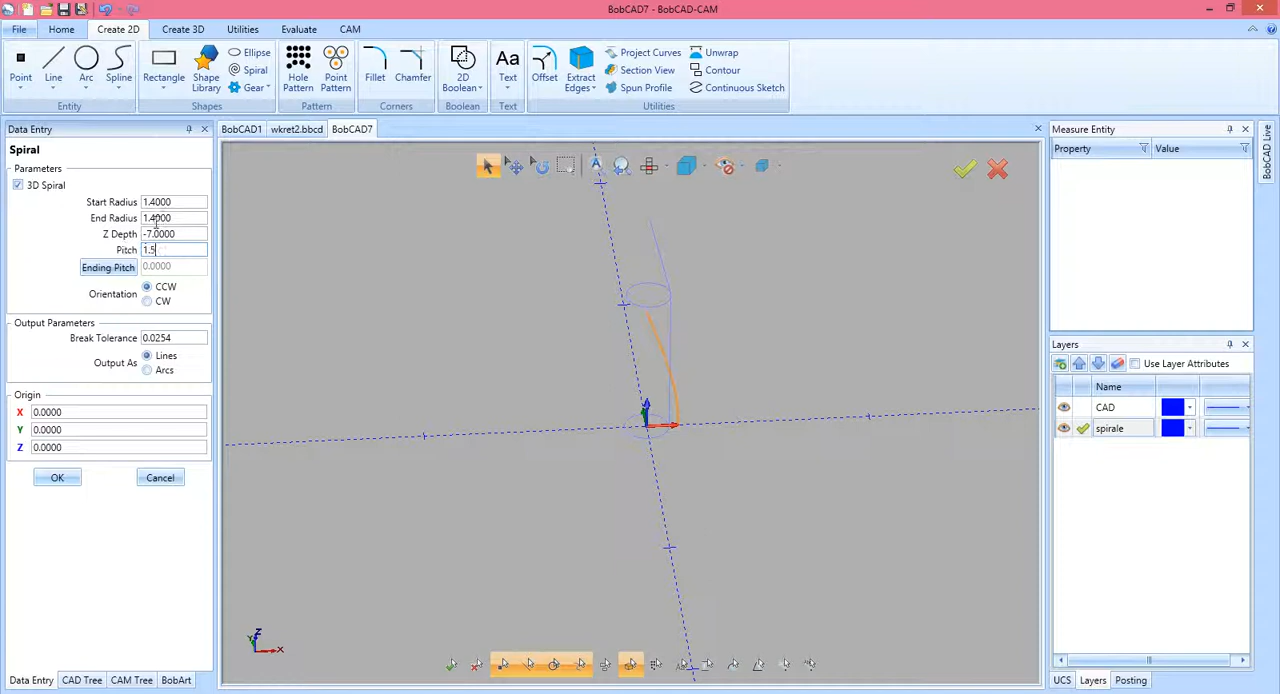 BobCAD7 - BobCAD-CAM
File Home Create 2D Create 3D Utilities Evaluate CAM
Point Line Arc Spline
Entity
Rectangle Shape Library Ellipse Spiral Gear
Shapes
Hole Pattern Point Pattern
Pattern
Fillet Chamfer
Corners
2D Boolean
Boolean
Text
Text
Offset Extract Edges Project Curves Section View Spun Profile Unwrap Contour Continuous Sketch
Utilities
Data Entry
BobCAD1 wkret2.bbcd BobCAD7
Spiral
Parameters
3D Spiral
Start Radius 1.4000
End Radius 1.4000
Z Depth -7.0000
Pitch 1.5
Ending Pitch 0.0000
Orientation CCW
CW
Output Parameters
Break Tolerance 0.0254
Output As Lines
Arcs
Origin
X 0.0000
Y 0.0000
Z 0.0000
OK Cancel
Z
Y
X
Data Entry CAD Tree CAM Tree BobArt
Measure Entity
Property Value
Layers
Use Layer Attributes
Name
CAD
spirale
UCS Layers Posting
BobCAD Live